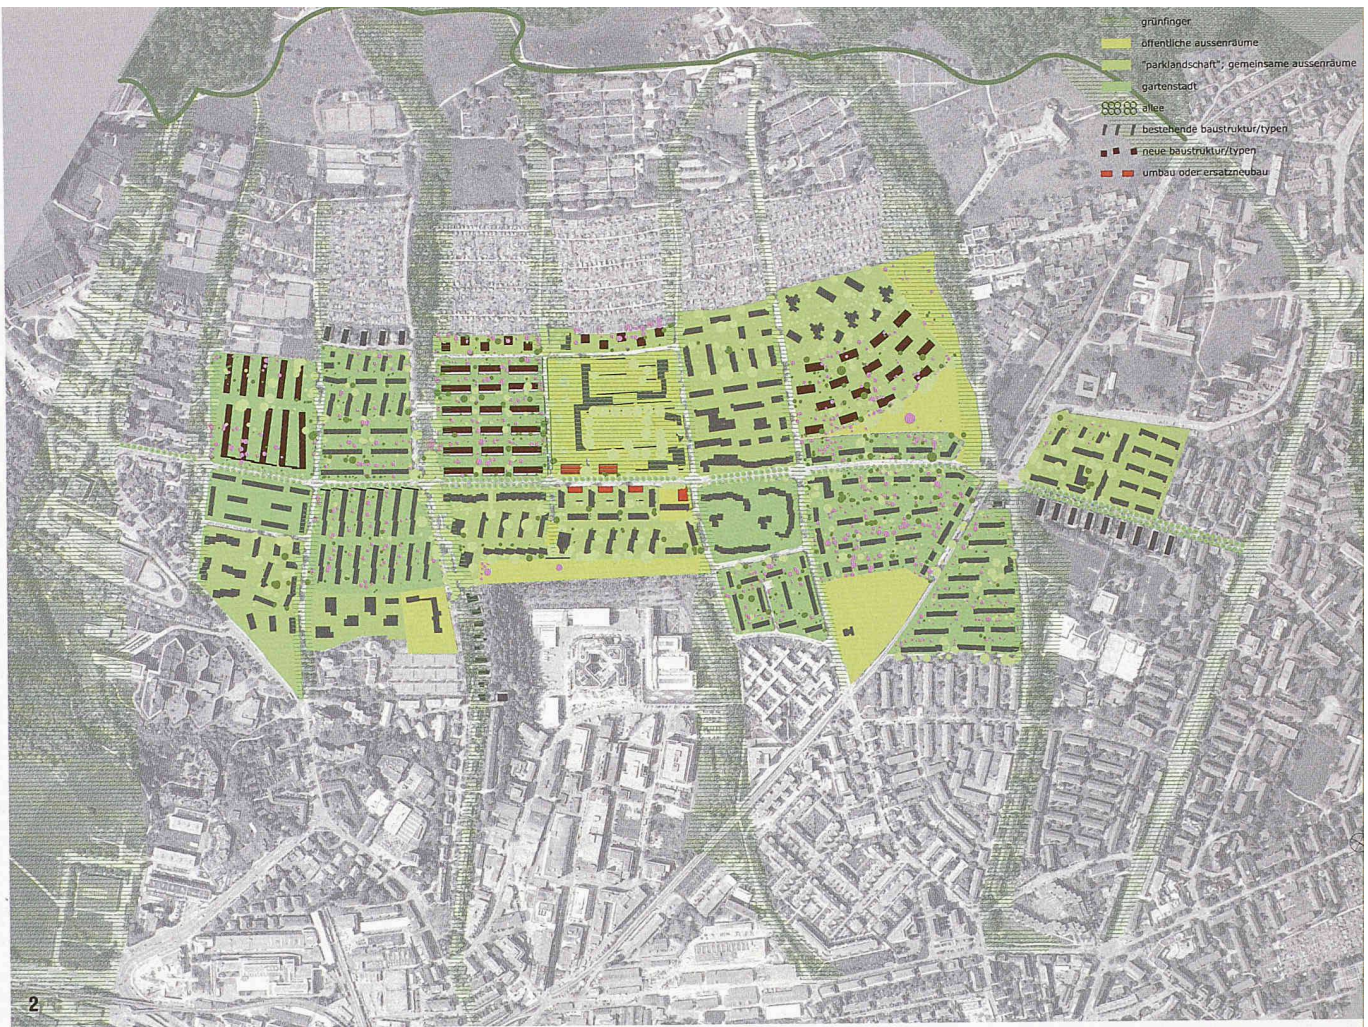 grünfinger
öffentliche aussenräume
"parklandschaft"; gemeinsame aussenräume
gartenstadt
allee
bestehende baustruktur/typen
neue baustruktur/typen
umbau oder ersatzneubau
2